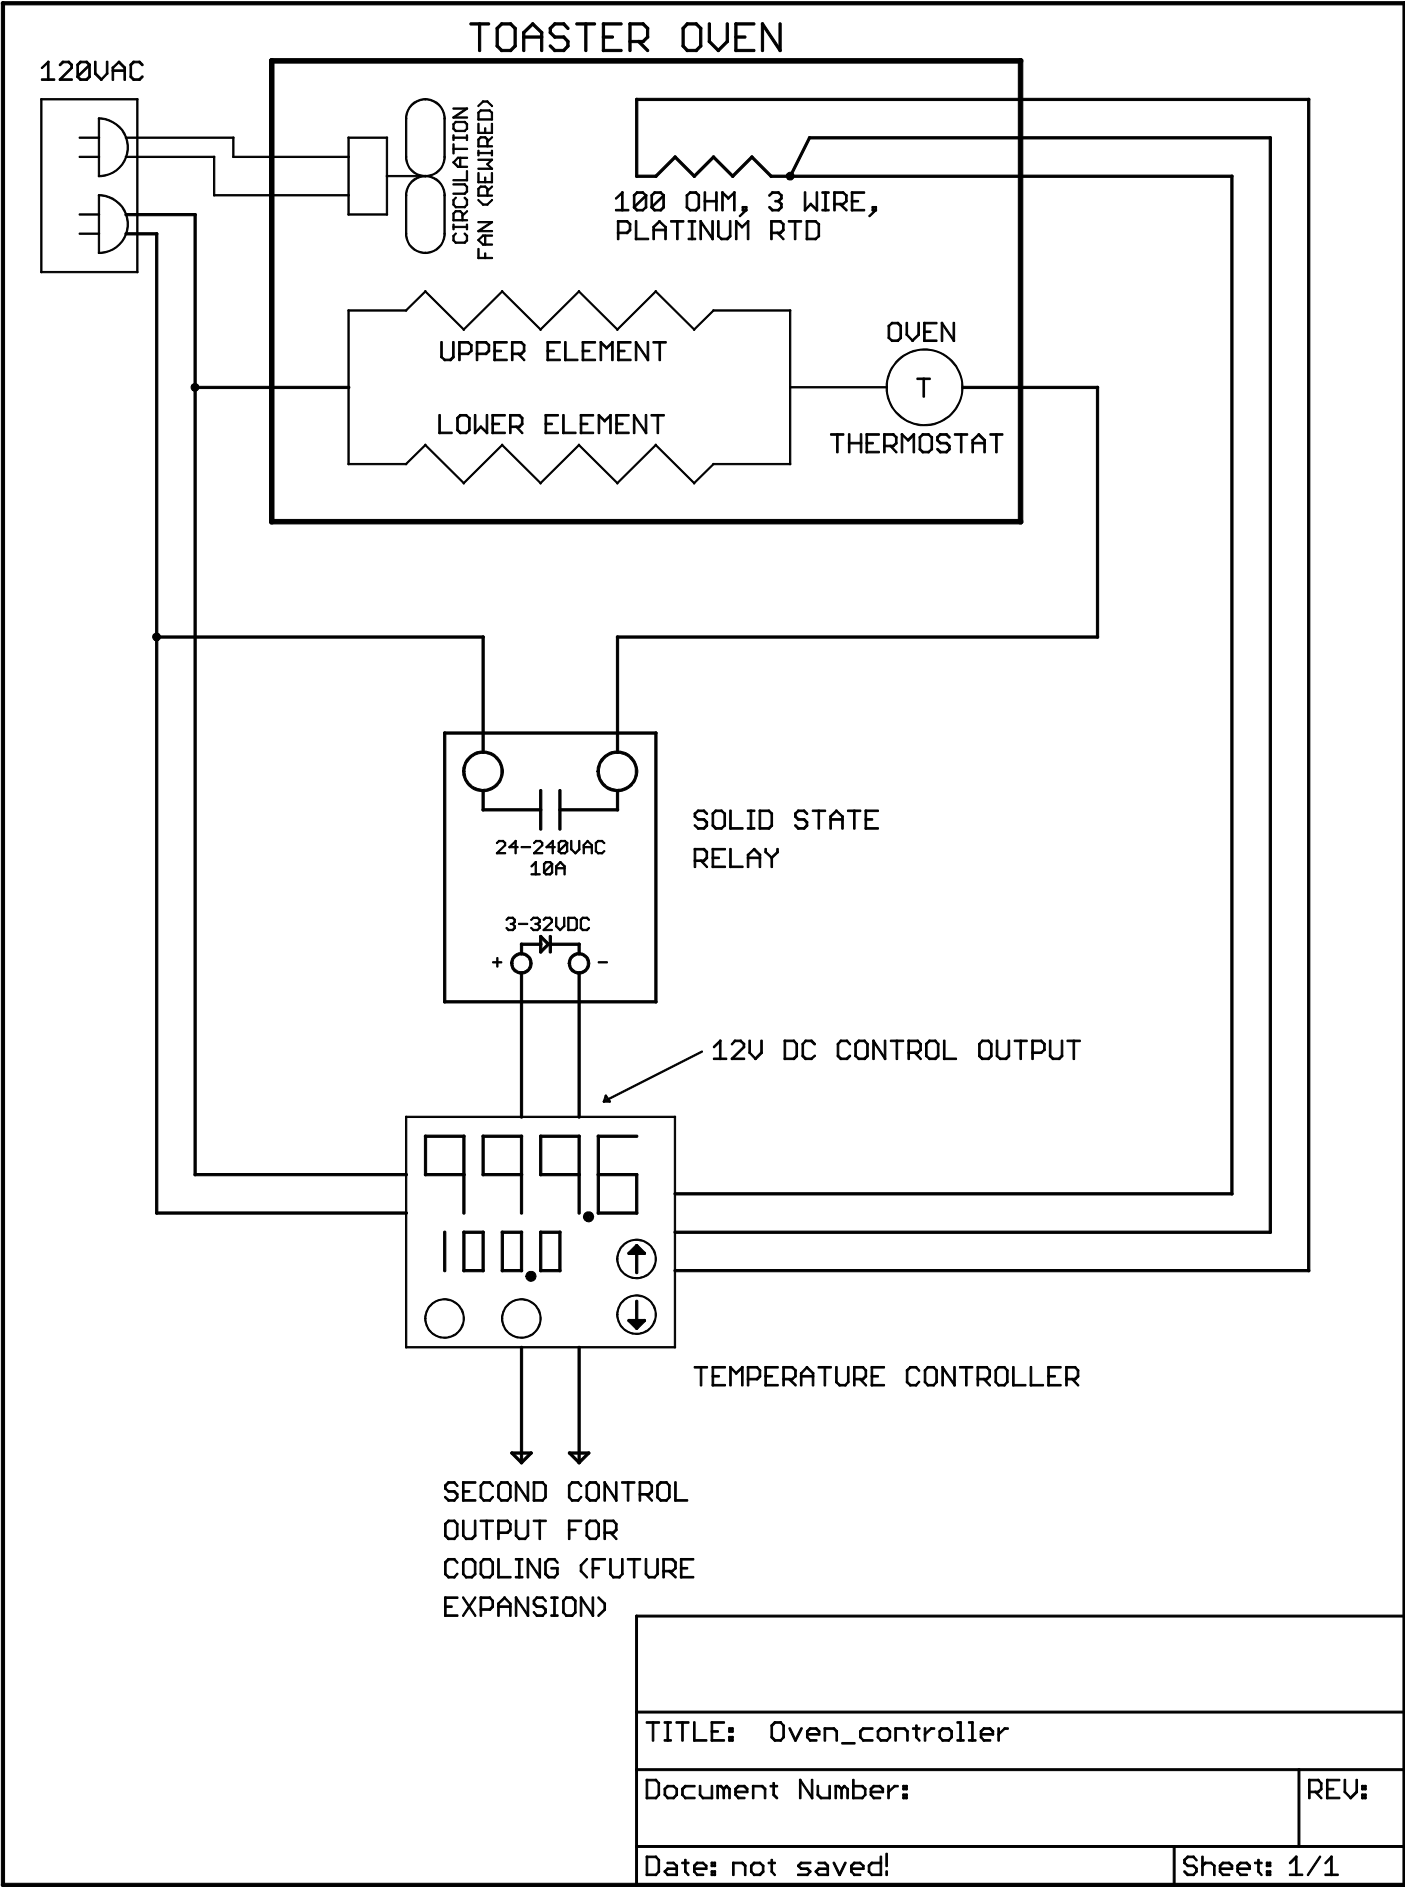 TOASTER OVEN
120VAC
CIRCULATION
FAN (REWIRED)
100 OHM, 3 WIRE,
PLATINUM RTD
UPPER ELEMENT
OVEN
T
LOWER ELEMENT
THERMOSTAT
SOLID STATE
RELAY
24-240VAC
10A
3-32VDC
+ -
12V DC CONTROL OUTPUT
999.6
100.0
TEMPERATURE CONTROLLER
SECOND CONTROL
OUTPUT FOR
COOLING (FUTURE
EXPANSION)
TITLE: Oven_controller
Document Number:
REV:
Date: not saved!
Sheet: 1/1